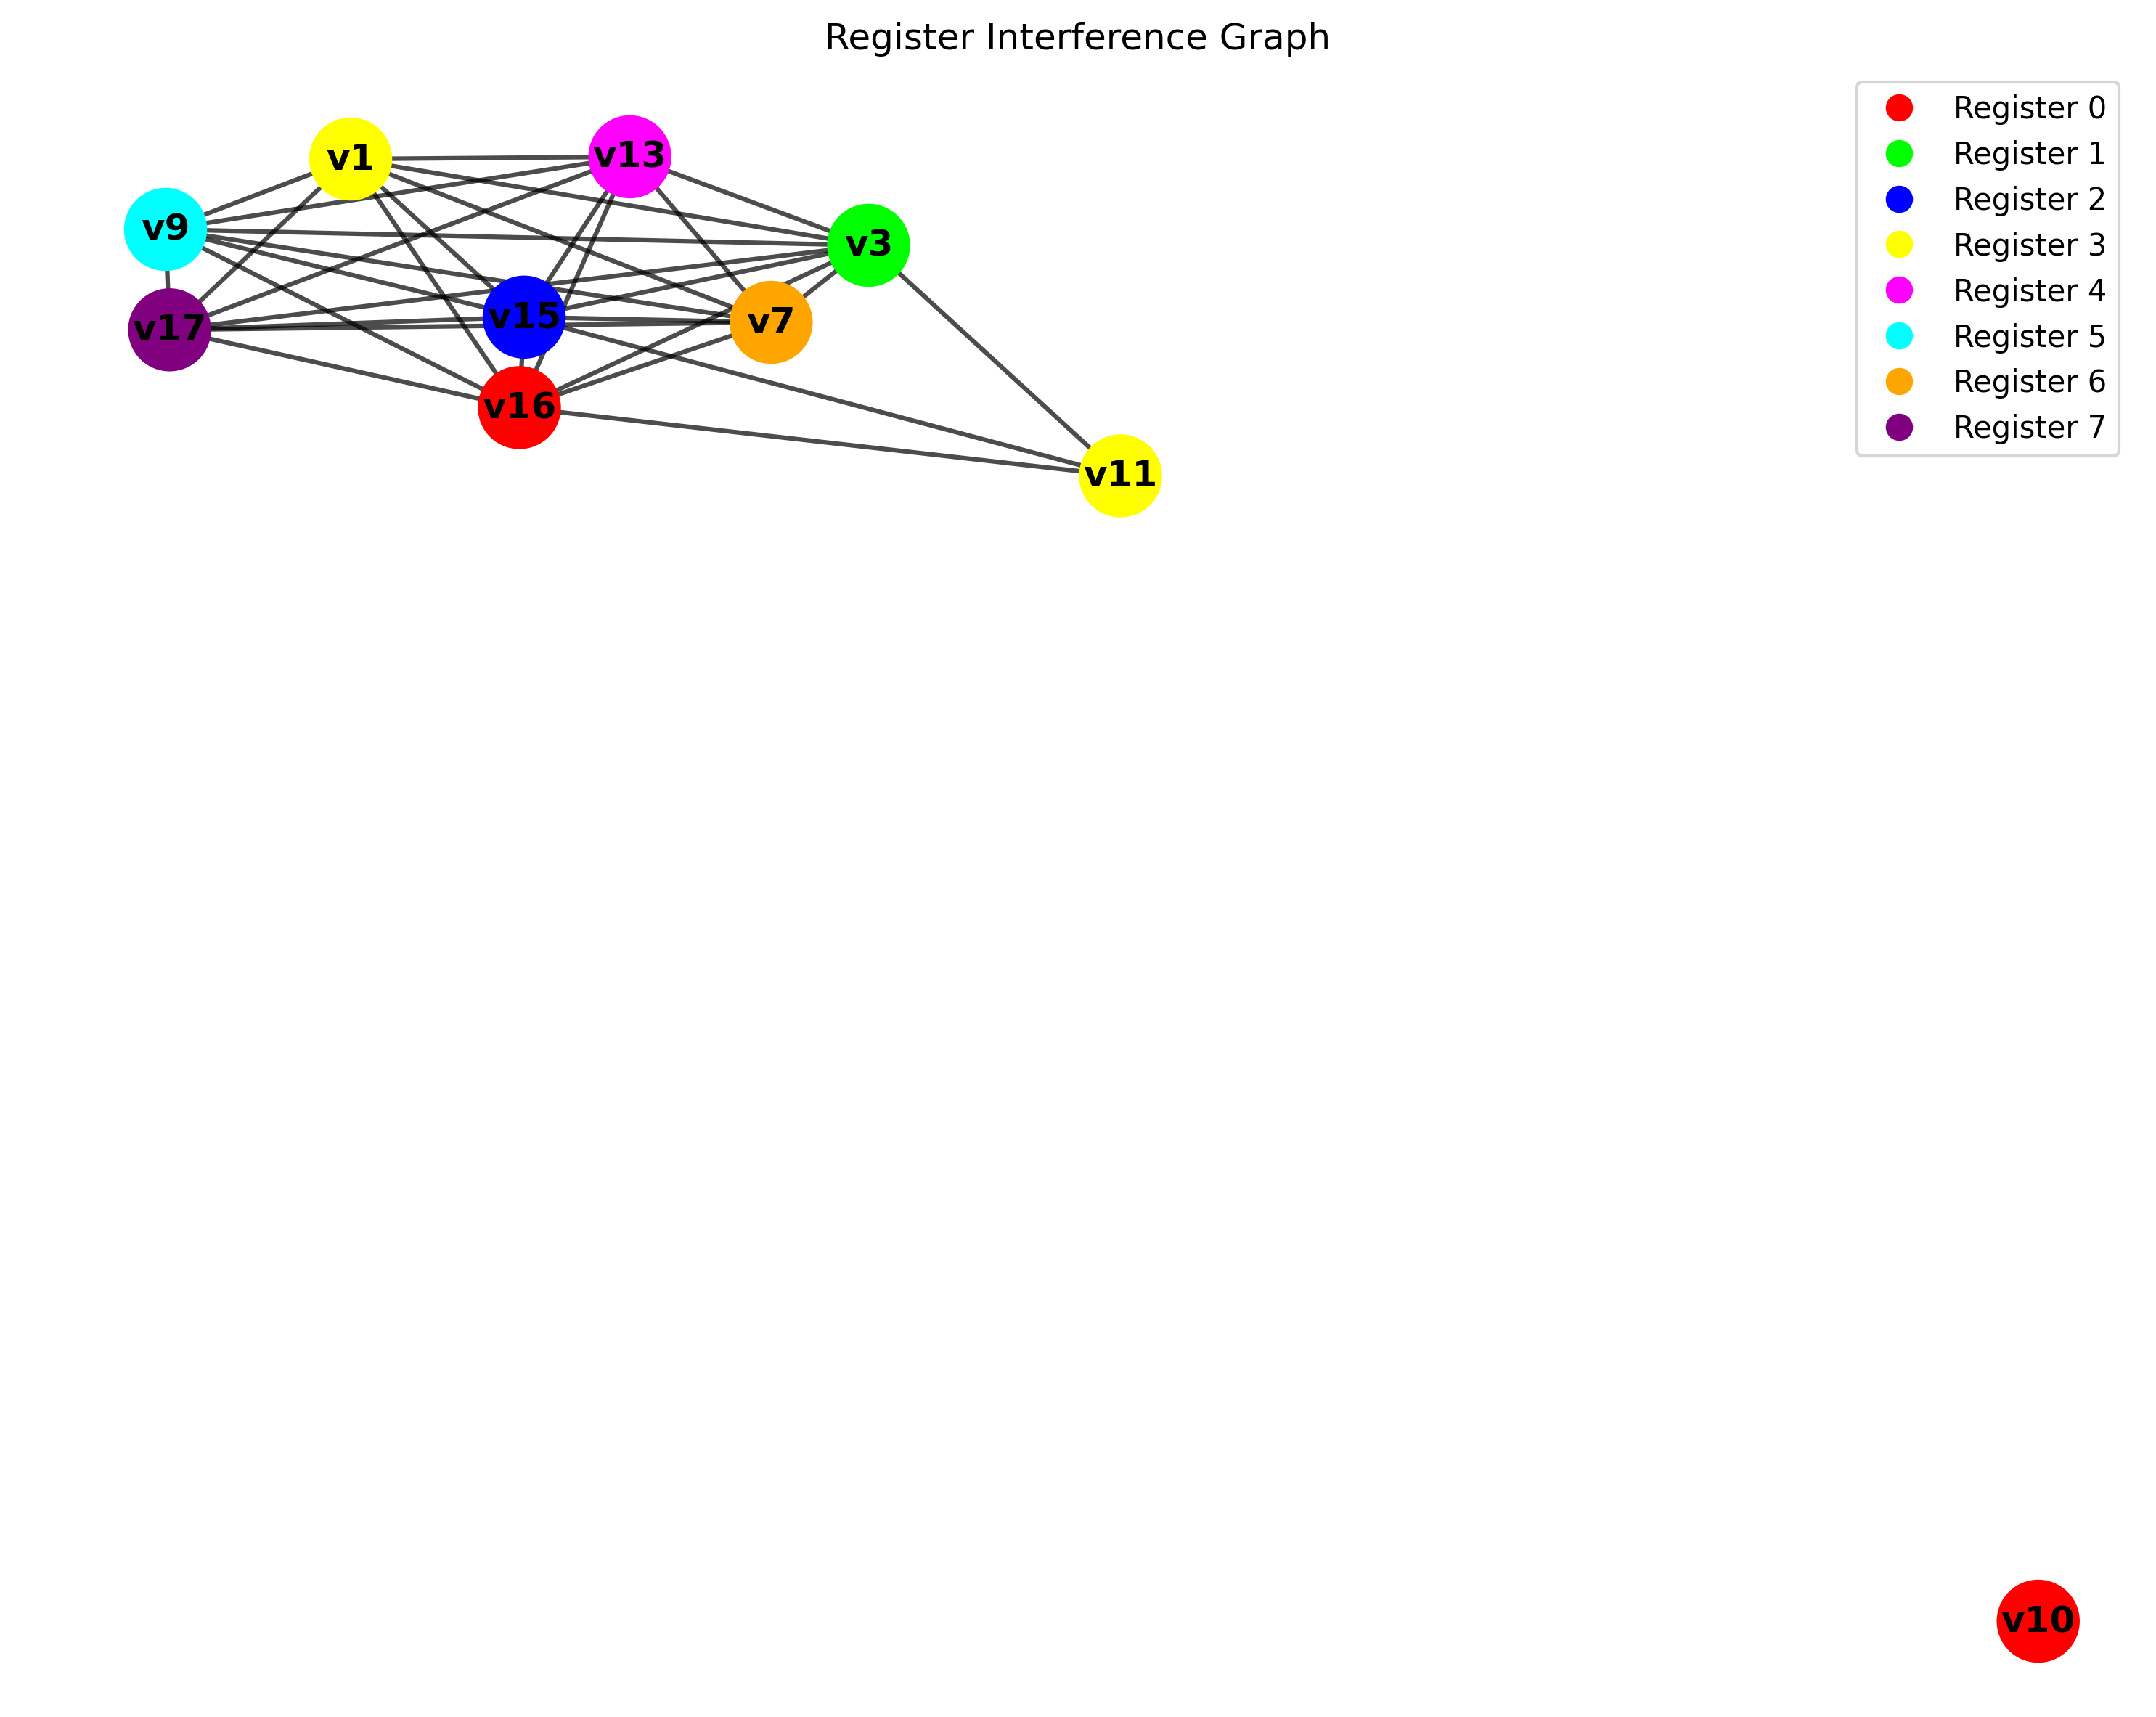 Register Interference Graph
Register 0
Register 1
Register 2
Register 3
Register 4
Register 5
Register 6
Register 7
v1
v13
v9
v3
v15
v7
v17
v16
v11
v10